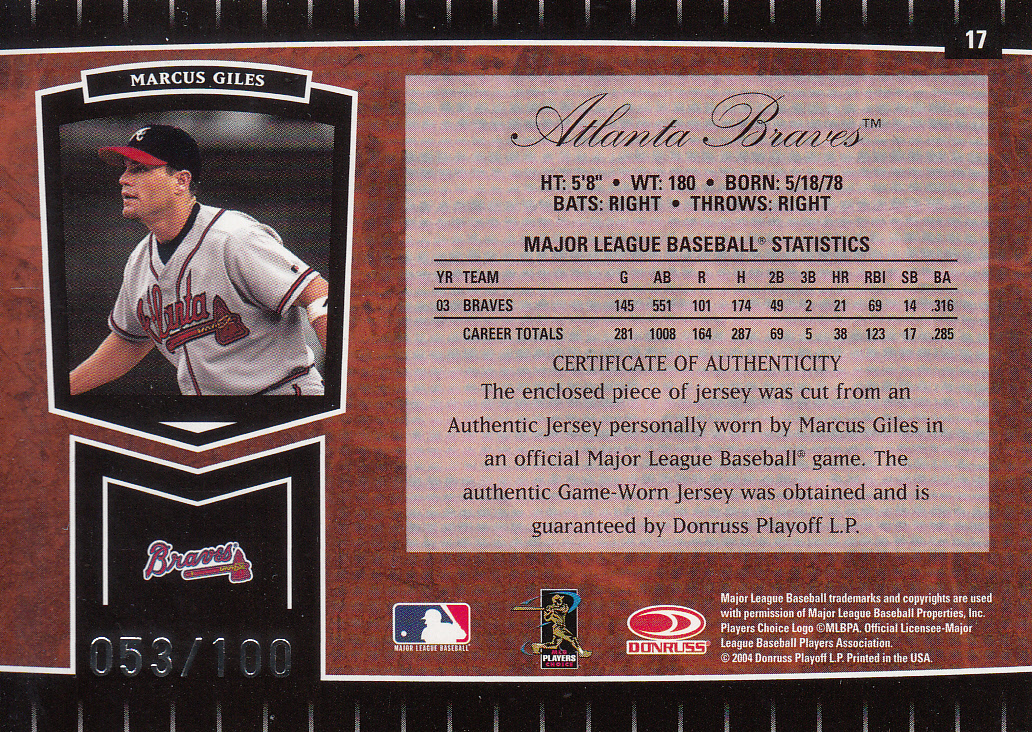 17
MARCUS GILES
Atlanta Braves™
HT: 5'8" • WT: 180 • BORN: 5/18/78
BATS: RIGHT • THROWS: RIGHT
MAJOR LEAGUE BASEBALL® STATISTICS
YR TEAM G AB R H 2B 3B HR RBI SB BA
03 BRAVES 145 551 101 174 49 2 21 69 14 .316
CAREER TOTALS 281 1008 164 287 69 5 38 123 17 .285
CERTIFICATE OF AUTHENTICITY
The enclosed piece of jersey was cut from an
Authentic Jersey personally worn by Marcus Giles in
an official Major League Baseball® game. The
authentic Game-Worn Jersey was obtained and is
guaranteed by Donruss Playoff L.P.
Atlanta
Braves
053/100
MAJOR LEAGUE BASEBALL®
MLB
PLAYERS
CHOICE
DONRUSS®
Major League Baseball trademarks and copyrights are used
with permission of Major League Baseball Properties, Inc.
Players Choice Logo ©MLBPA. Official Licensee-Major
League Baseball Players Association.
© 2004 Donruss Playoff L.P. Printed in the USA.